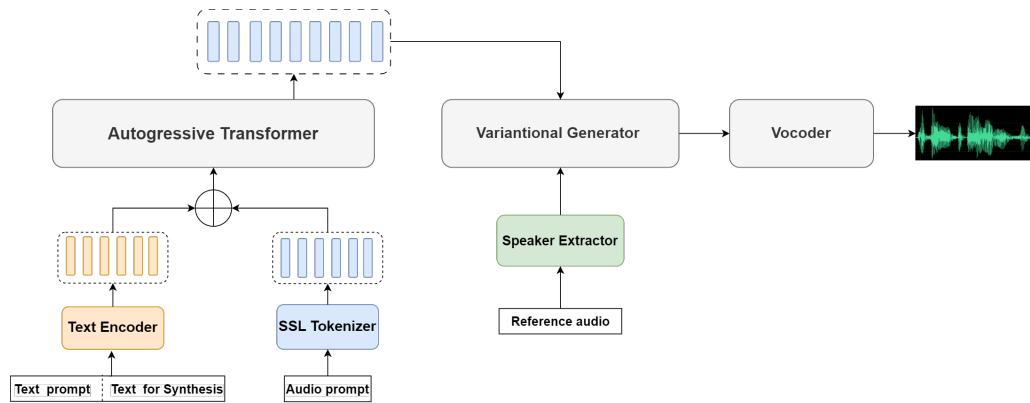 Autogressive Transformer
Variantional Generator
Vocoder
Speaker Extractor
Text Encoder
SSL Tokenizer
Reference audio
Text prompt
Text for Synthesis
Audio prompt